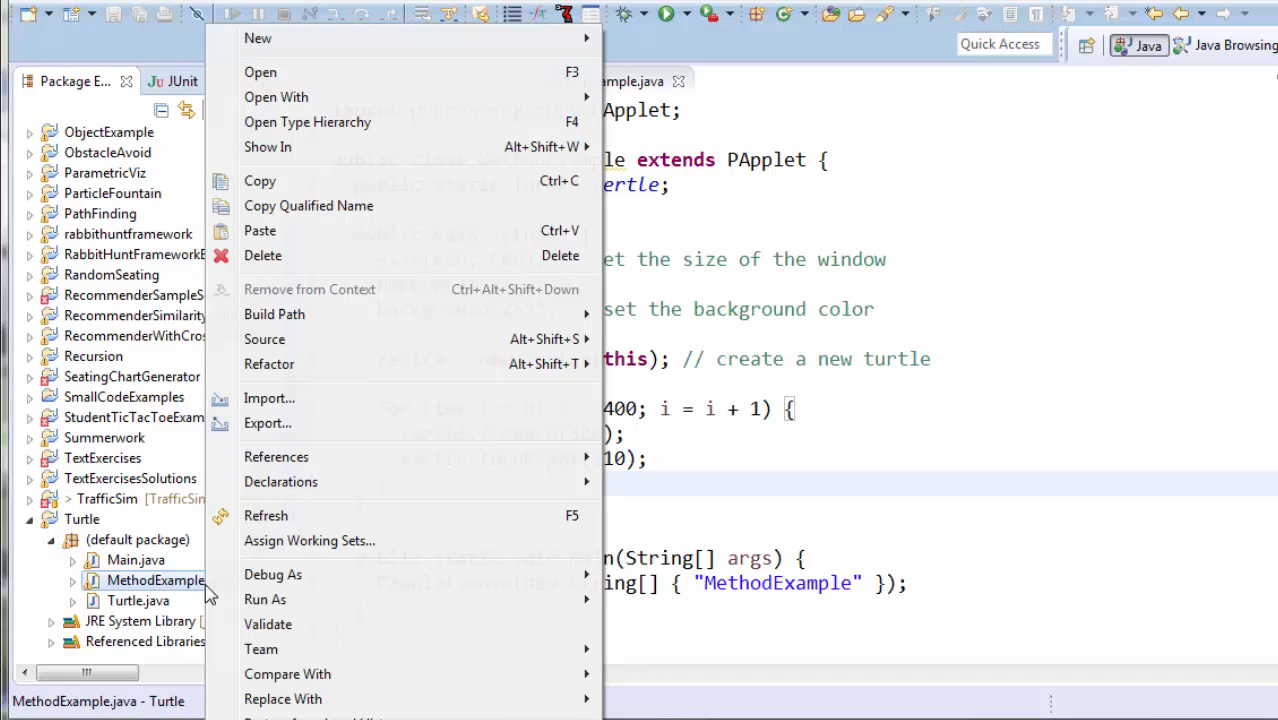 Quick Access
Java
Java Browsing
Package E...
JUnit
ample.java
ObjectExample
ObstacleAvoid
ParametricViz
ParticleFountain
PathFinding
rabbithuntframework
RabbitHuntFrameworkE
RandomSeating
RecommenderSampleS
RecommenderSimilarity
RecommenderWithCros
Recursion
SeatingChartGenerator
SmallCodeExamples
StudentTicTacToeExam
Summerwork
TextExercises
TextExercisesSolutions
> TrafficSim [TrafficSin
Turtle
(default package)
Main.java
MethodExample
Turtle.java
JRE System Library [
Referenced Libraries
MethodExample.java - Turtle
New
Open F3
Open With
Open Type Hierarchy F4
Show In Alt+Shift+W
Copy Ctrl+C
Copy Qualified Name
Paste Ctrl+V
Delete Delete
Remove from Context Ctrl+Alt+Shift+Down
Build Path
Source Alt+Shift+S
Refactor Alt+Shift+T
Import...
Export...
References
Declarations
Refresh F5
Assign Working Sets...
Debug As
Run As
Validate
Team
Compare With
Replace With
Applet;
le extends PApplet {
ertle;
et the size of the window
set the background color
this); // create a new turtle
400; i = i + 1) {
);
10);
n(String[] args) {
ing[] { "MethodExample" });